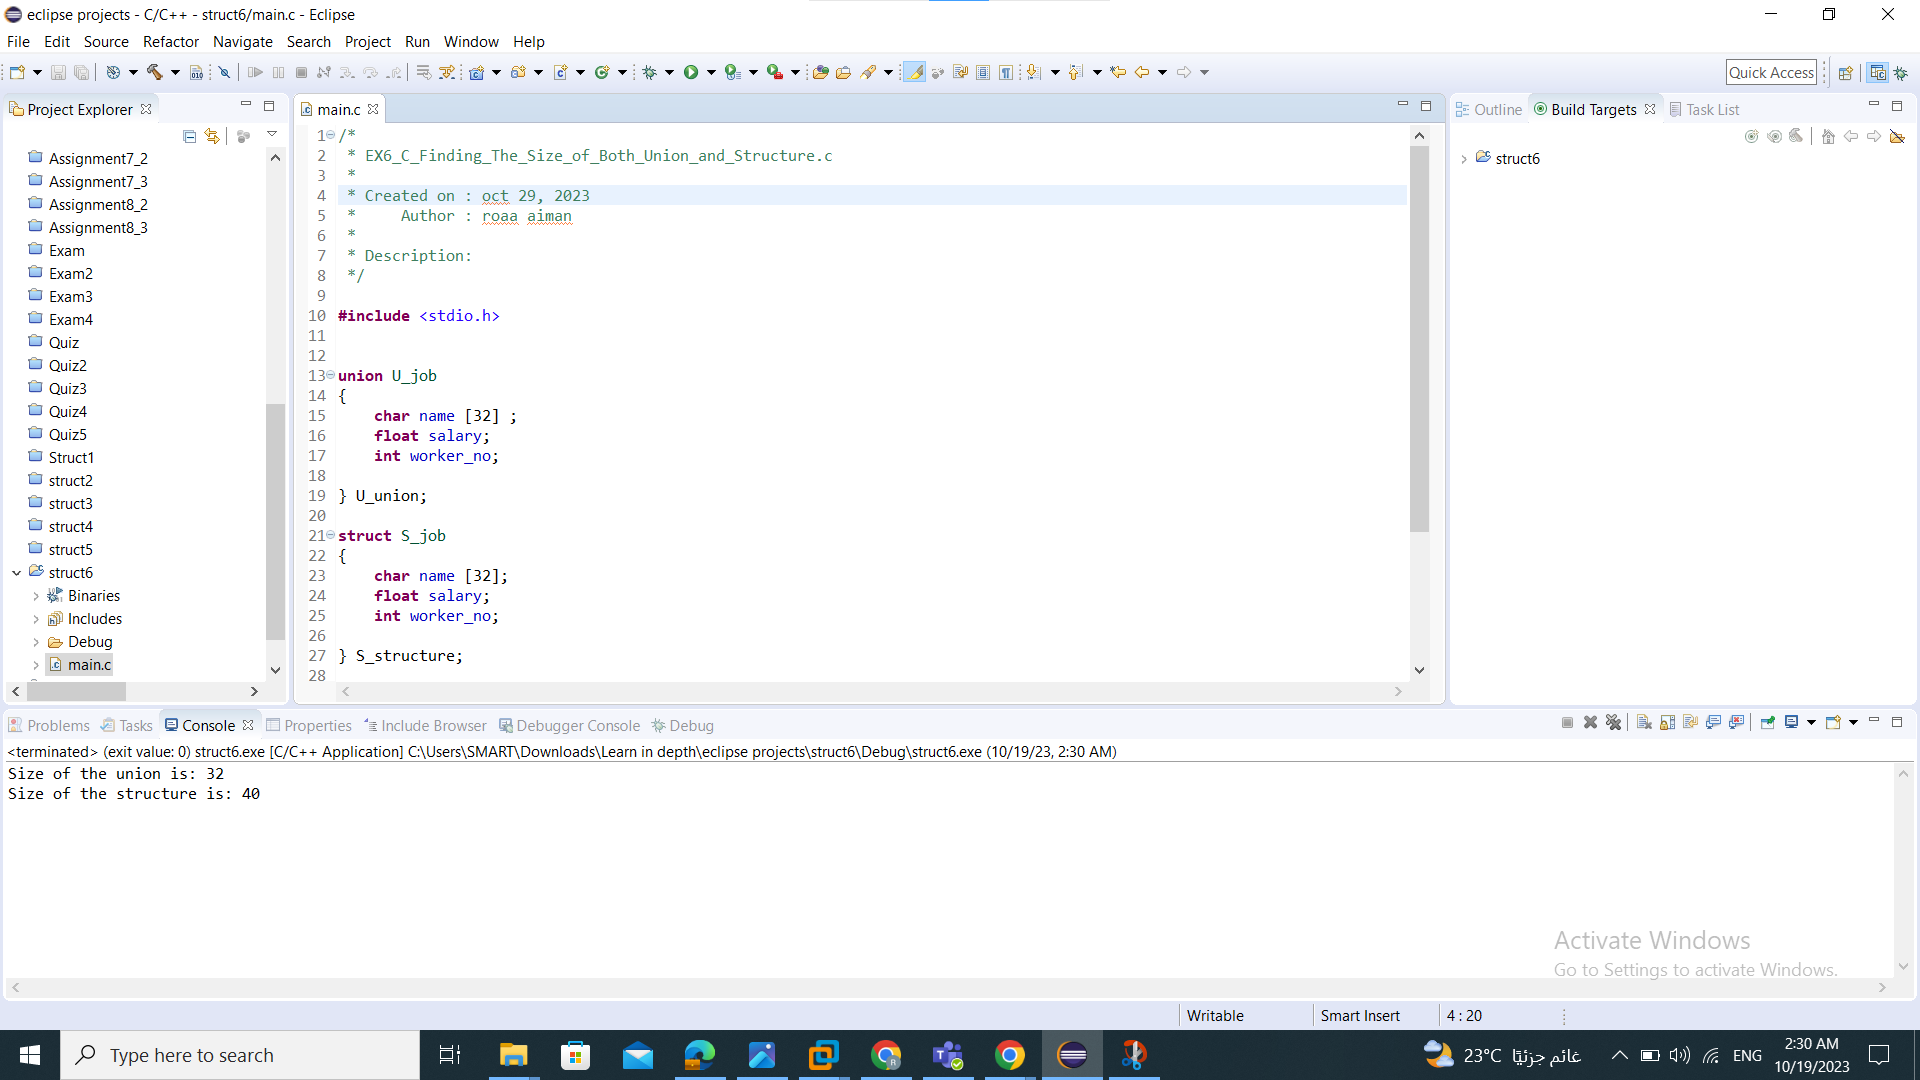 eclipse projects - C/C++ - struct6/main.c - Eclipse
File Edit Source Refactor Navigate Search Project Run Window Help
Quick Access
Project Explorer
Assignment7_2
Assignment7_3
Assignment8_2
Assignment8_3
Exam
Exam2
Exam3
Exam4
Quiz
Quiz2
Quiz3
Quiz4
Quiz5
Struct1
struct2
struct3
struct4
struct5
struct6
Binaries
Includes
Debug
main.c
main.c
1 /*
2  * EX6_C_Finding_The_Size_of_Both_Union_and_Structure.c
3  *
4  * Created on : oct 29, 2023
5  *     Author : roaa aiman
6  *
7  * Description:
8  */
9
10 #include <stdio.h>
11
12
13 union U_job
14 {
15     char name [32] ;
16     float salary;
17     int worker_no;
18
19 } U_union;
20
21 struct S_job
22 {
23     char name [32];
24     float salary;
25     int worker_no;
26
27 } S_structure;
28
Outline Build Targets Task List
struct6
Problems Tasks Console Properties Include Browser Debugger Console Debug
<terminated> (exit value: 0) struct6.exe [C/C++ Application] C:\Users\SMART\Downloads\Learn in depth\eclipse projects\struct6\Debug\struct6.exe (10/19/23, 2:30 AM)
Size of the union is: 32
Size of the structure is: 40
Activate Windows
Go to Settings to activate Windows.
Writable Smart Insert 4 : 20
Type here to search
23°C غائم جزئيًا
ENG
2:30 AM
10/19/2023